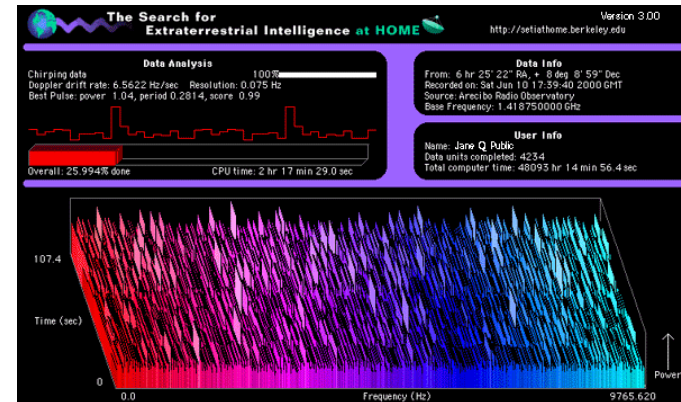 The Search for
Extraterrestrial Intelligence at HOME
Version 3.00
http://setiathome.berkeley.edu
Data Analysis
Chirping data 100%
Doppler drift rate: 6.5622 Hz/sec Resolution: 0.075 Hz
Best Pulse: power 1.04, period 0.2814, score 0.99
Overall: 25.994% done CPU time: 2 hr 17 min 29.0 sec
Data Info
From: 6 hr 25' 22" RA, + 8 deg 8' 59" Dec
Recorded on: Sat Jun 10 17:39:40 2000 GMT
Source: Arecibo Radio Observatory
Base Frequency: 1.418750000 GHz
User Info
Name: Jane Q Public
Data units completed: 4234
Total computer time: 48093 hr 14 min 56.4 sec
107.4
Time (sec)
0
Power
0.0 Frequency (Hz) 9765.620